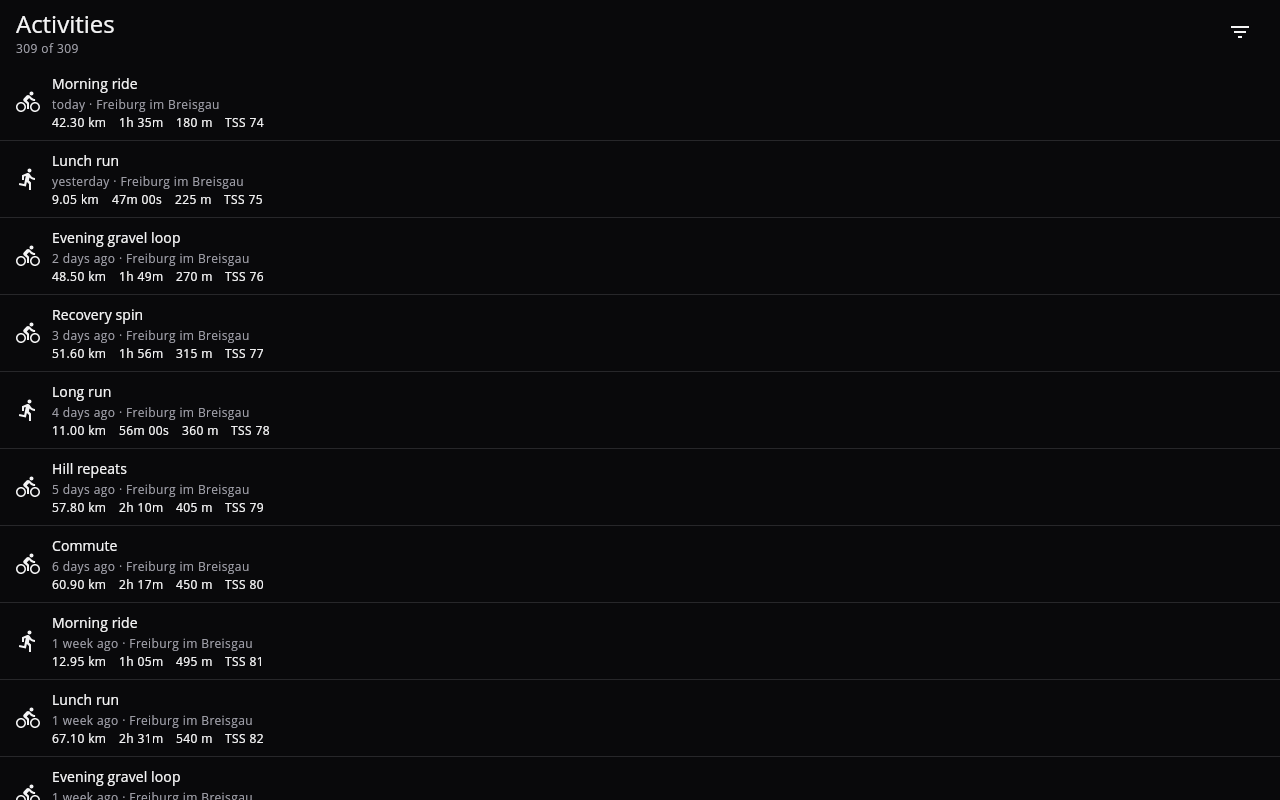 Activities
309 of 309
Morning ride
today · Freiburg im Breisgau
42.30 km 1h 35m 180 m TSS 74
Lunch run
yesterday · Freiburg im Breisgau
9.05 km 47m 00s 225 m TSS 75
Evening gravel loop
2 days ago · Freiburg im Breisgau
48.50 km 1h 49m 270 m TSS 76
Recovery spin
3 days ago · Freiburg im Breisgau
51.60 km 1h 56m 315 m TSS 77
Long run
4 days ago · Freiburg im Breisgau
11.00 km 56m 00s 360 m TSS 78
Hill repeats
5 days ago · Freiburg im Breisgau
57.80 km 2h 10m 405 m TSS 79
Commute
6 days ago · Freiburg im Breisgau
60.90 km 2h 17m 450 m TSS 80
Morning ride
1 week ago · Freiburg im Breisgau
12.95 km 1h 05m 495 m TSS 81
Lunch run
1 week ago · Freiburg im Breisgau
67.10 km 2h 31m 540 m TSS 82
Evening gravel loop
1 week ago · Freiburg im Breisgau